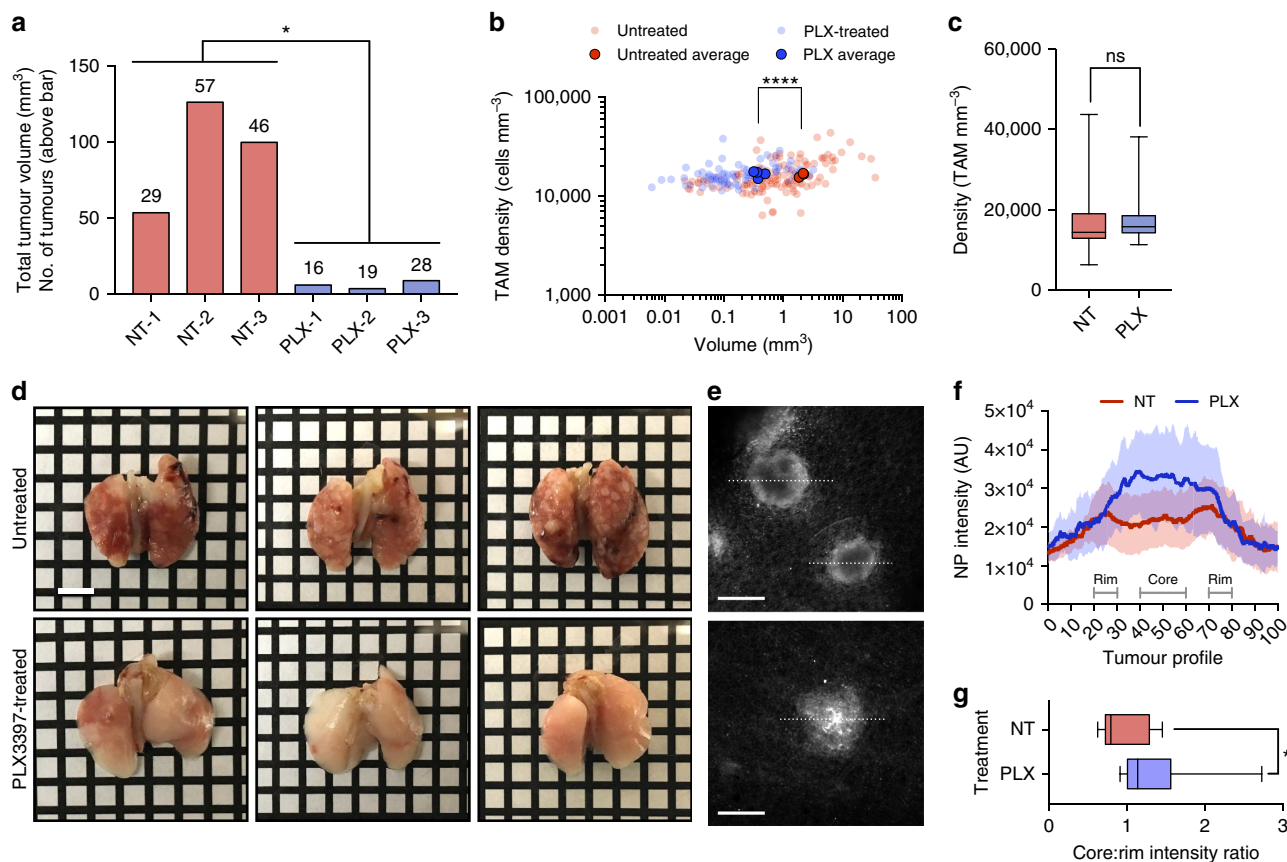 a
Total tumour volume (mm³)
No. of tumours (above bar)
150
100
50
0
*
29
57
46
16
19
28
NT-1
NT-2
NT-3
PLX-1
PLX-2
PLX-3
b
Untreated
PLX-treated
Untreated average
PLX average
TAM density (cells mm⁻³)
100,000
10,000
1,000
****
0.001
0.01
0.1
1
10
100
Volume (mm³)
c
Density (TAM mm⁻³)
60,000
40,000
20,000
0
ns
NT
PLX
d
Untreated
PLX3397-treated
e
f
NT
PLX
NP intensity (AU)
5×10⁴
4×10⁴
3×10⁴
2×10⁴
1×10⁴
0
Rim
Core
Rim
0
10
20
30
40
50
60
70
80
90
100
Tumour profile
g
Treatment
NT
PLX
*
0
1
2
3
Core:rim intensity ratio